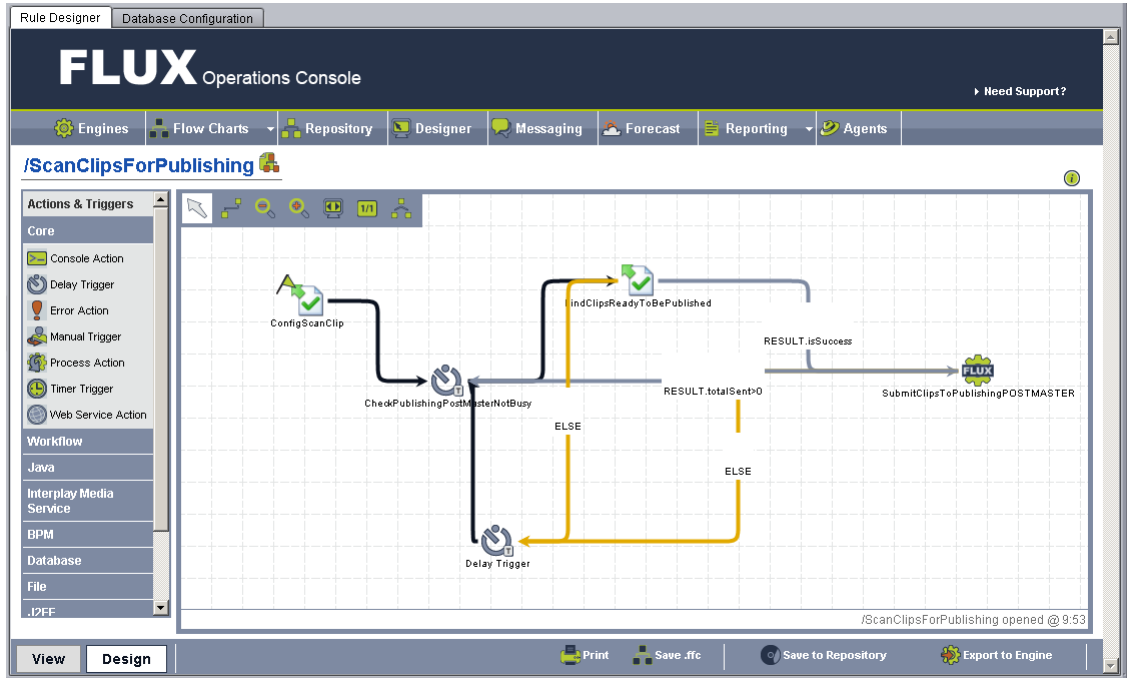 Rule Designer Database Configuration
FLUX Operations Console
Need Support?
Engines Flow Charts Repository Designer Messaging Forecast Reporting Agents
/ScanClipsForPublishing
Actions & Triggers
Core
Console Action
Delay Trigger
Error Action
Manual Trigger
Process Action
Timer Trigger
Web Service Action
Workflow
Java
Interplay Media
Service
BPM
Database
File
J2EE
1/1
ConfigScanClip
FindClipsReadyToBePublished
RESULT.isSuccess
FLUX
CheckPublishingPostMasterNotBusy
RESULT.totalSent>0
SubmitClipsToPublishingPOSTMASTER
ELSE
ELSE
Delay Trigger
/ScanClipsForPublishing opened @ 9:53
View Design
Print Save .ffc Save to Repository Export to Engine